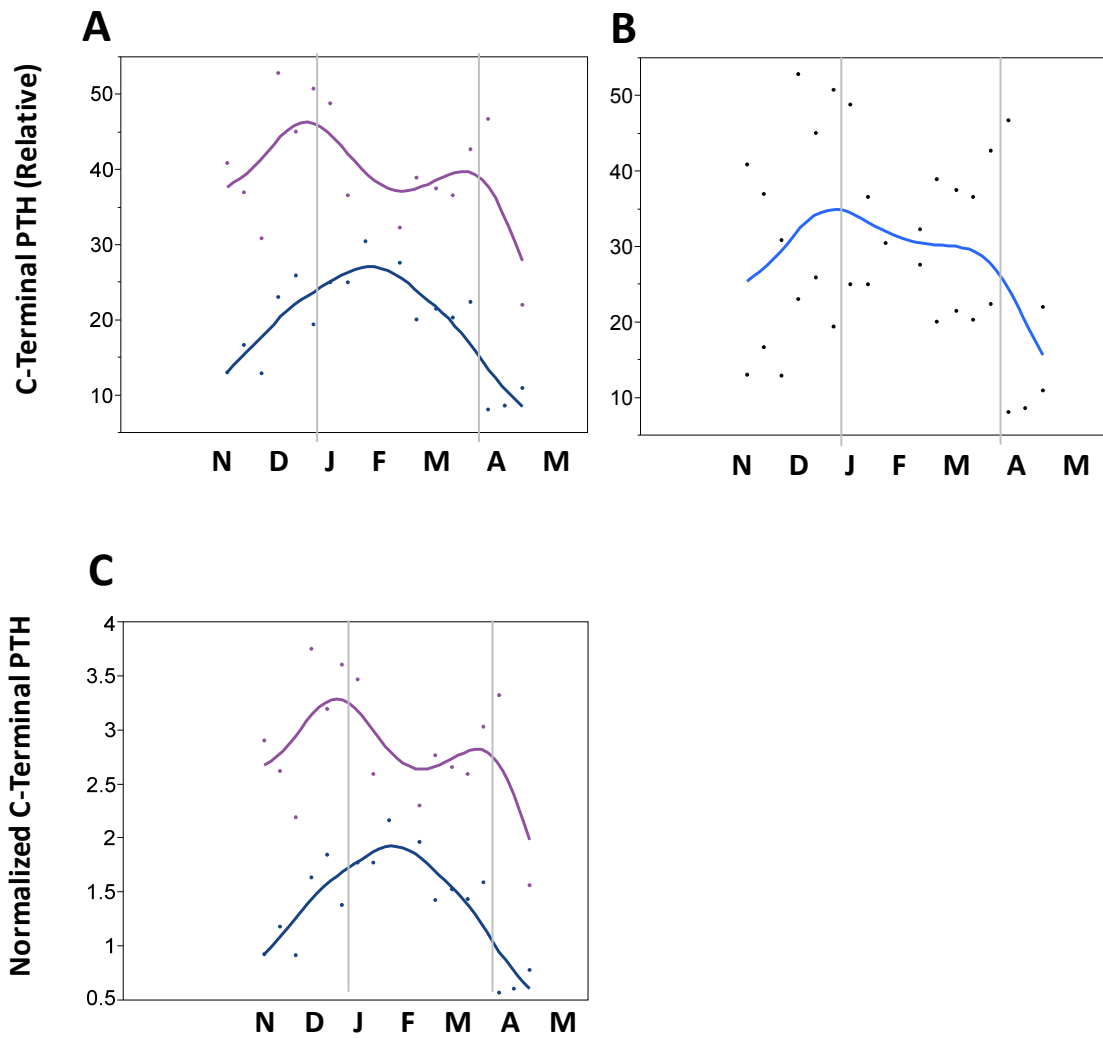 A
C-Terminal PTH (Relative)
50
40
30
20
10
N D J F M A M
B
50
40
30
20
10
N D J F M A M
C
Normalized C-Terminal PTH
4
3.5
3
2.5
2
1.5
1
0.5
N D J F M A M